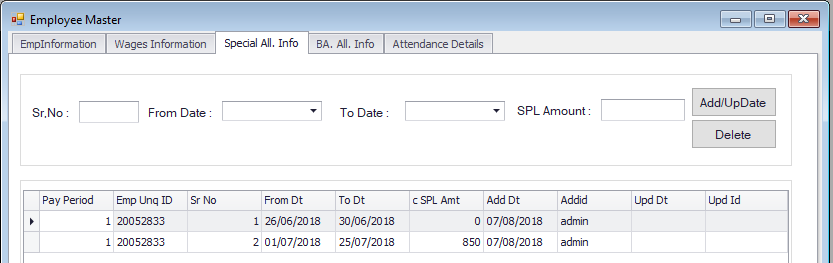 Employee Master
EmpInformation Wages Information Special All. Info BA. All. Info Attendance Details
Sr,No : From Date : To Date : SPL Amount : Add/UpDate
Delete
Pay Period Emp Unq ID Sr No From Dt To Dt c SPL Amt Add Dt Addid Upd Dt Upd Id
1 20052833 1 26/06/2018 30/06/2018 0 07/08/2018 admin
1 20052833 2 01/07/2018 25/07/2018 850 07/08/2018 admin